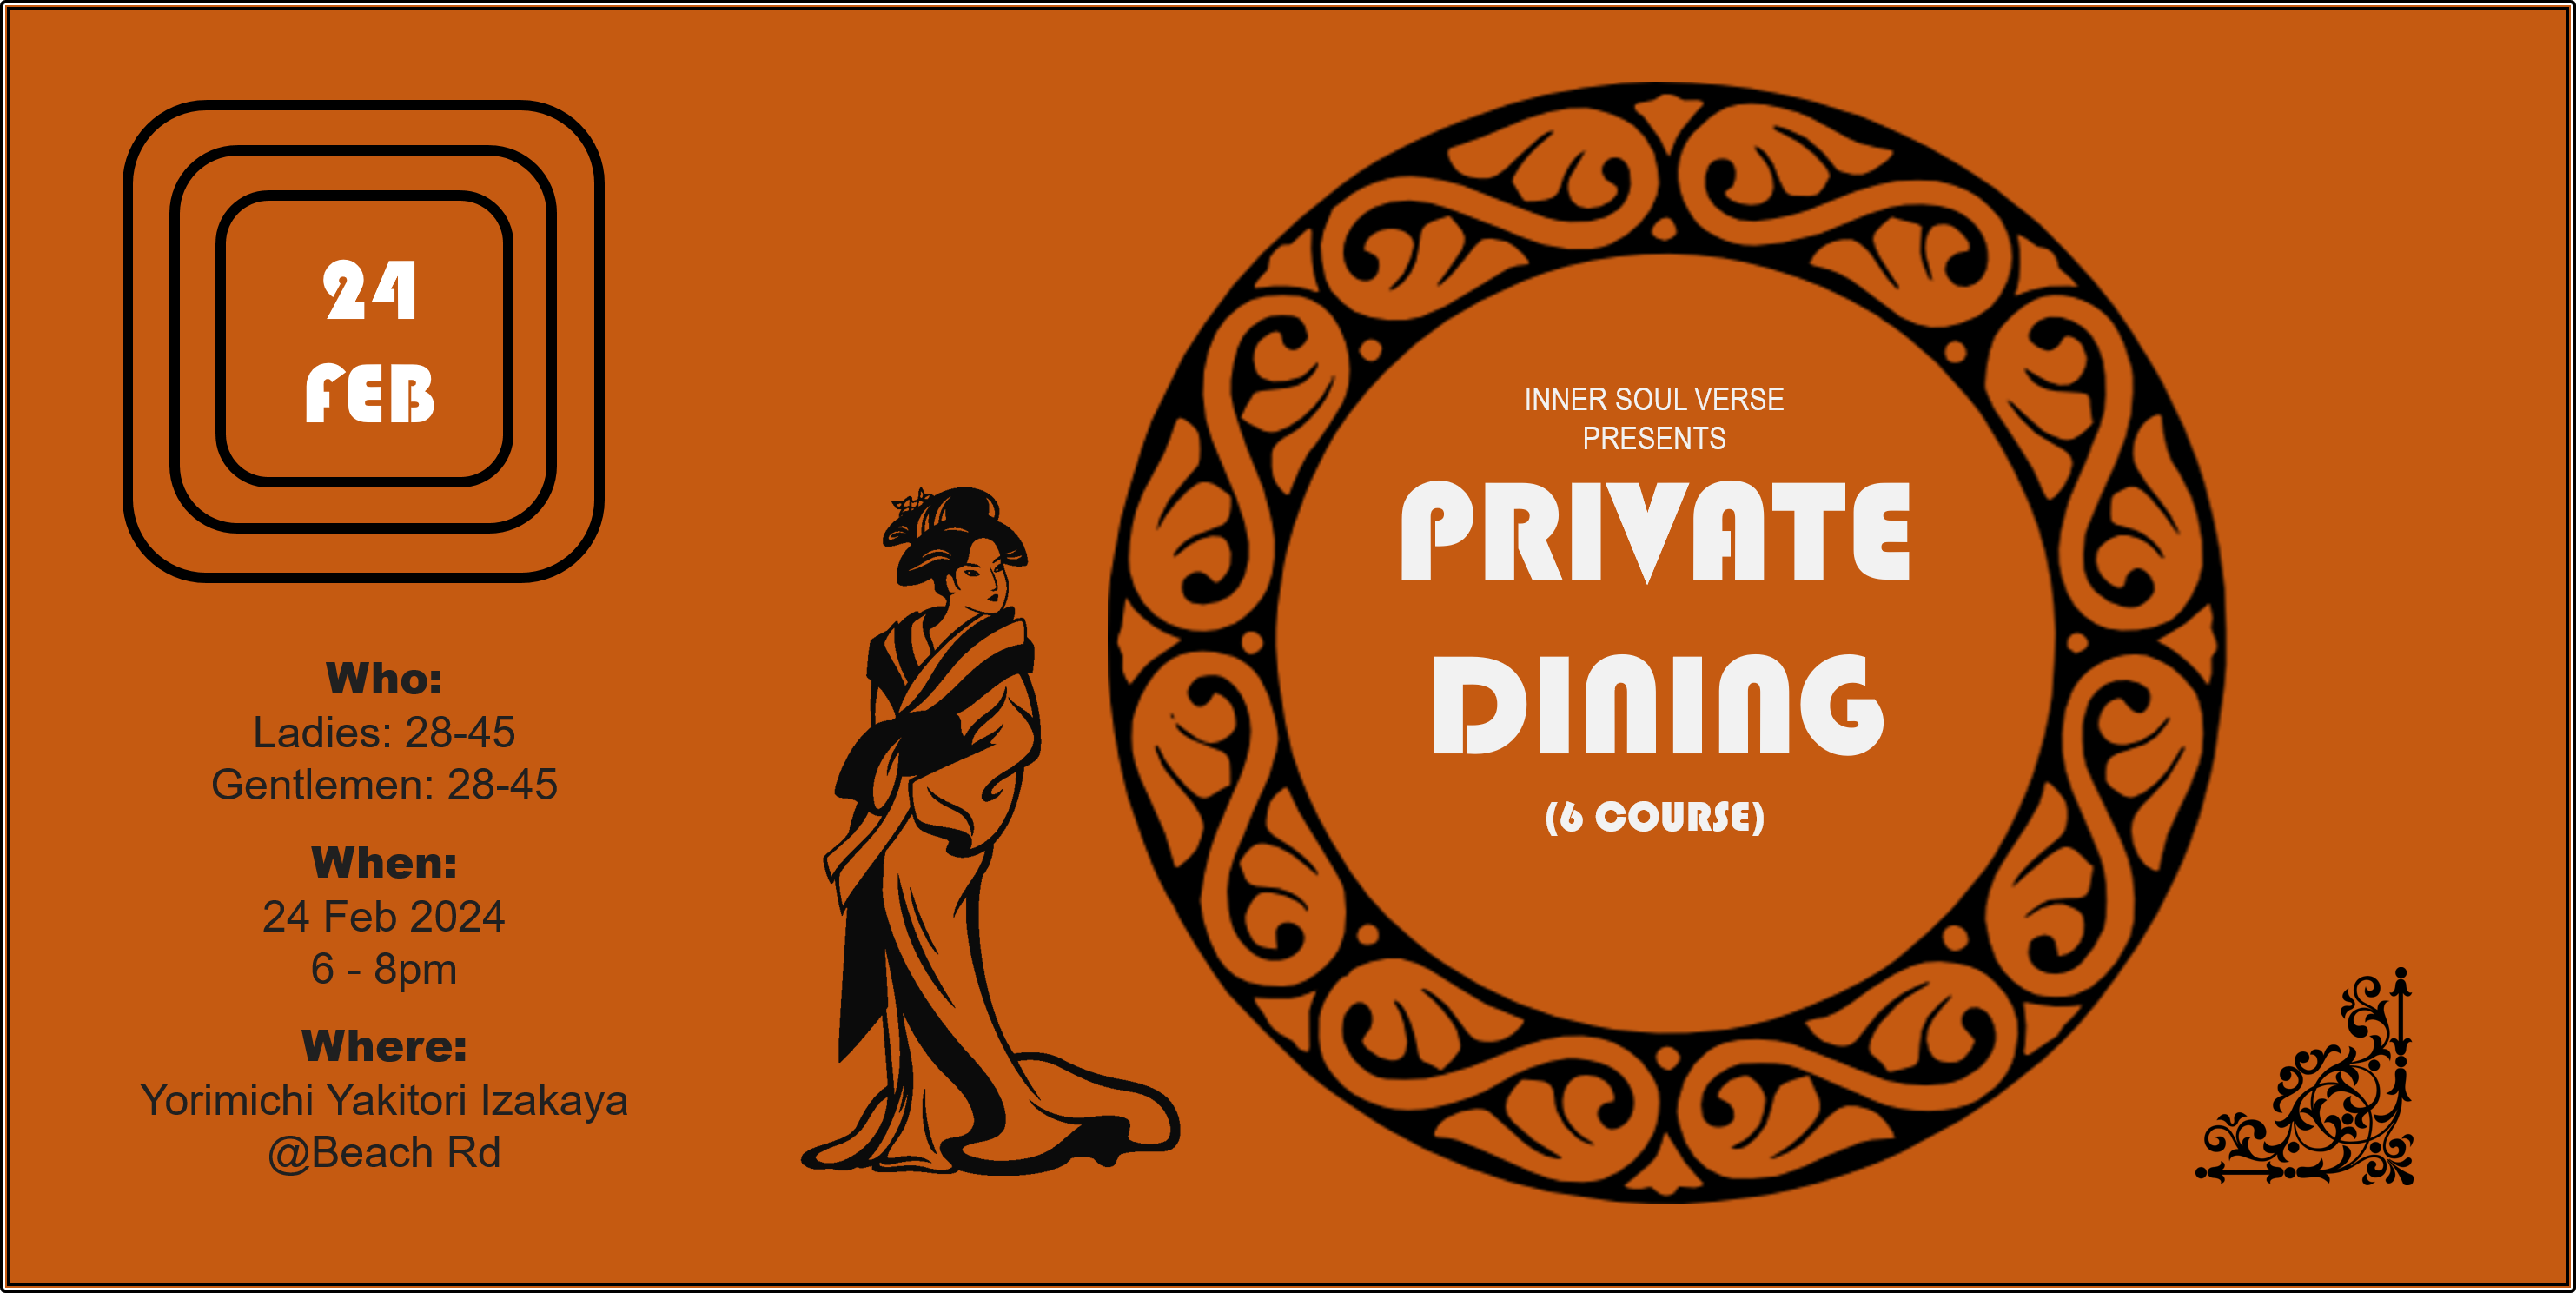 24
FEB
Who:
Ladies: 28-45
Gentlemen: 28-45
When:
24 Feb 2024
6 - 8pm
Where:
Yorimichi Yakitori Izakaya
@Beach Rd
INNER SOUL VERSE
PRESENTS
PRIVATE
DINING
(6 COURSE)